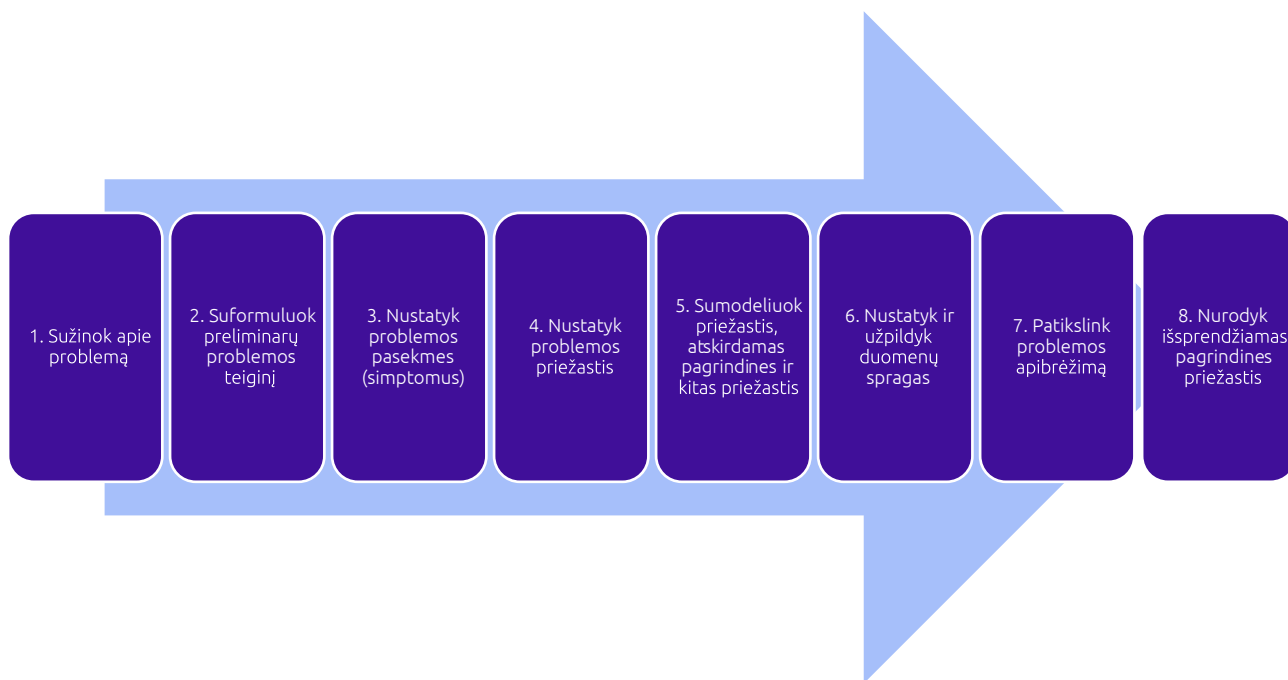 1. Sužinok apie
problemą
2. Suformuluok
preliminarų
problemos
teiginį
3. Nustatyk
problemos
pasekmes
(simptomus)
4. Nustatyk
problemos
priežastis
5. Sumodeliuok
priežastis,
atskirdamas
pagrindines ir
kitas priežastis
6. Nustatyk ir
užpildyk
duomenų
spragas
7. Patikslink
problemos
apibrėžimą
8. Nurodyk
išsprendžiamas
pagrindines
priežastis